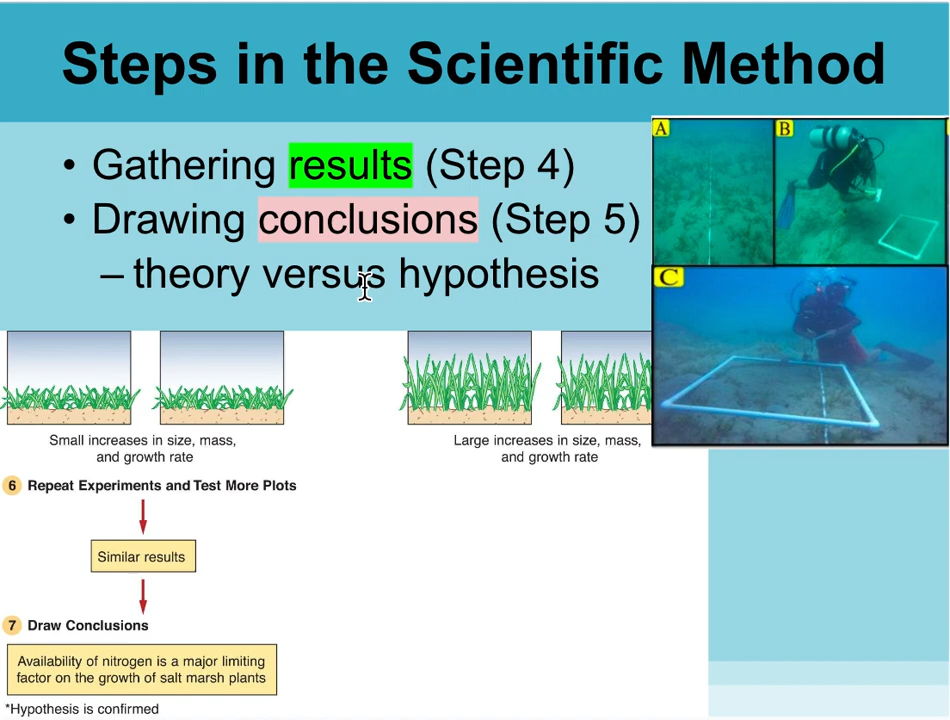 Steps in the Scientific Method
• Gathering results (Step 4)
• Drawing conclusions (Step 5)
– theory versus hypothesis
A
B
C
Small increases in size, mass,
and growth rate
Large increases in size, mass,
and growth rate
6 Repeat Experiments and Test More Plots
Similar results
7 Draw Conclusions
Availability of nitrogen is a major limiting
factor on the growth of salt marsh plants
*Hypothesis is confirmed